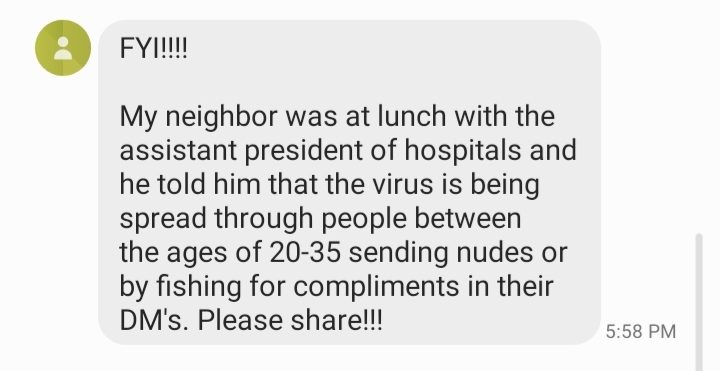 FYI!!!!
My neighbor was at lunch with the
assistant president of hospitals and
he told him that the virus is being
spread through people between
the ages of 20-35 sending nudes or
by fishing for compliments in their
DM's. Please share!!!
5:58 PM